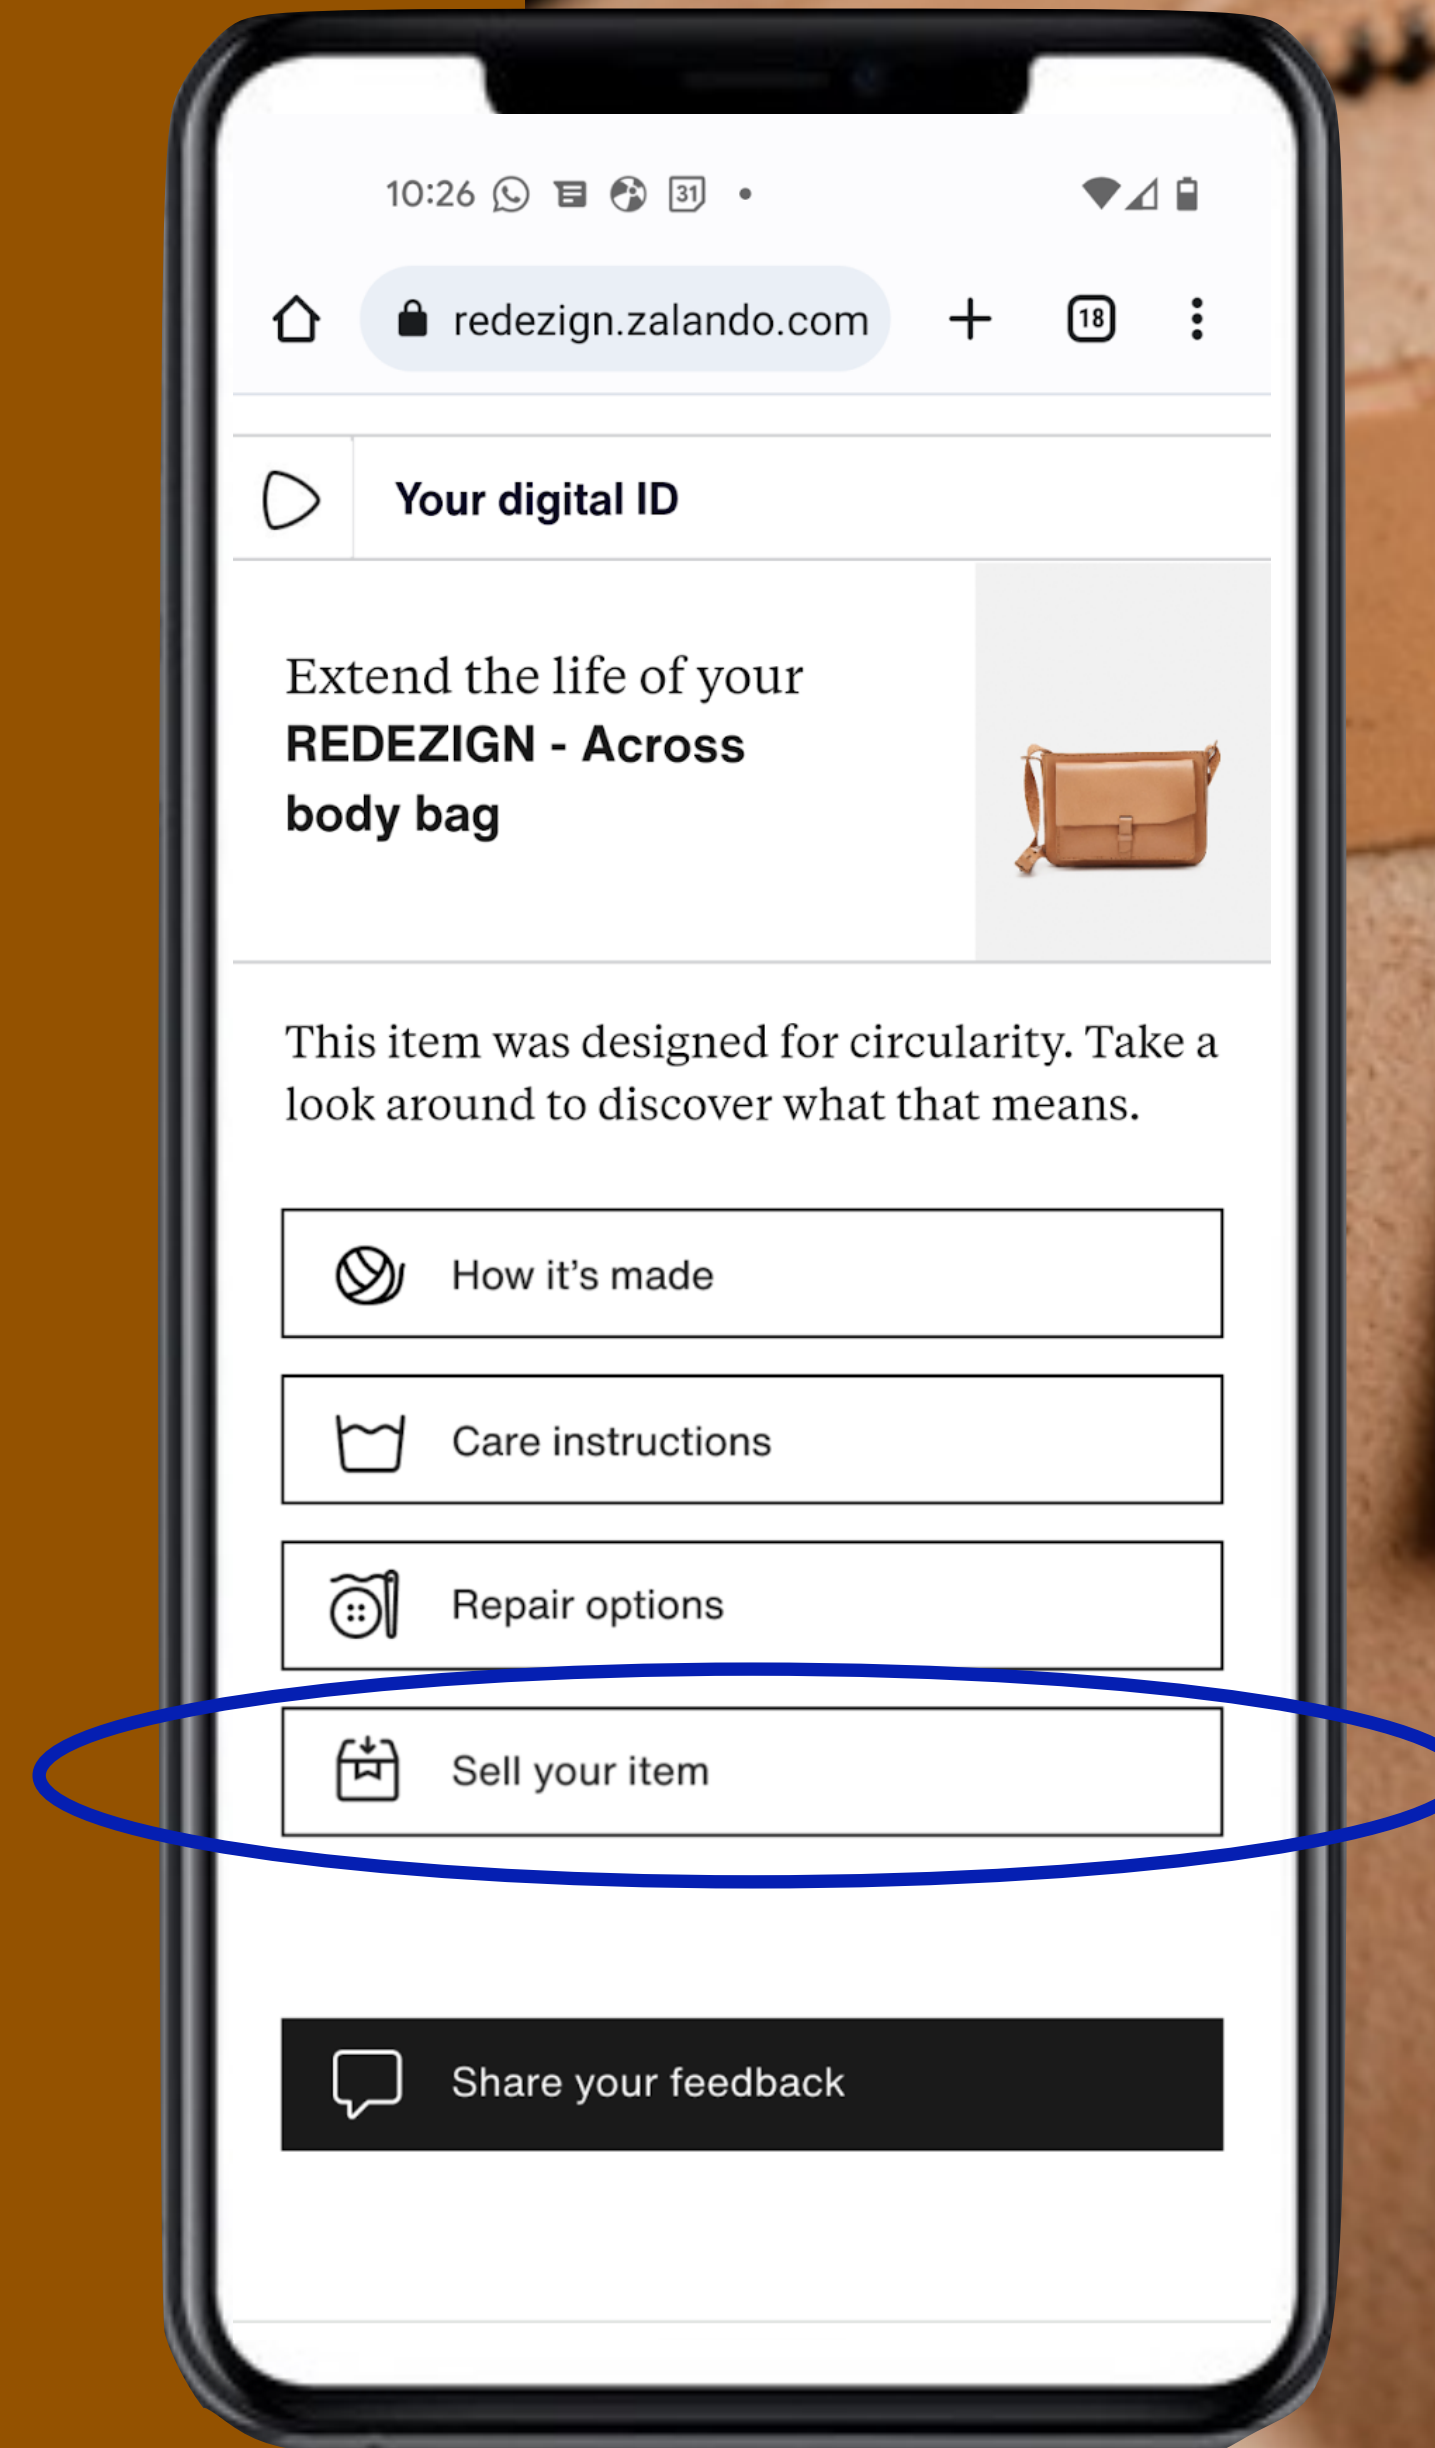 10:26 31
redezign.zalando.com 18
Your digital ID
Extend the life of your
REDEZIGN - Across
body bag
This item was designed for circularity. Take a
look around to discover what that means.
How it’s made
Care instructions
Repair options
Sell your item
Share your feedback